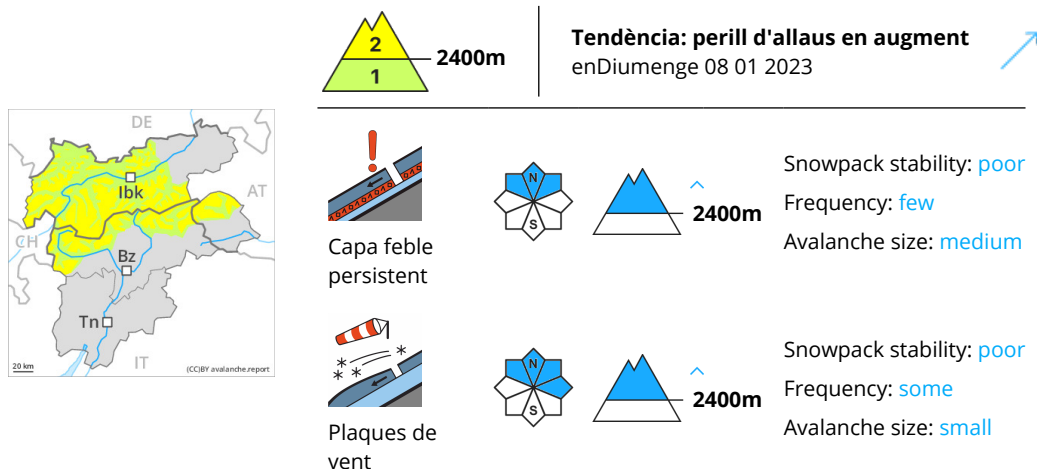 2
1
2400m
Tendència: perill d'allaus en augment
enDiumenge 08 01 2023
DE
Ibk
AT
CH
Bz
Tn
IT
20 km
(CC)BY avalanche.report
N
S
2400m
Snowpack stability: poor
Frequency: few
Avalanche size: medium
Capa feble
persistent
N
S
2400m
Snowpack stability: poor
Frequency: some
Avalanche size: small
Plaques de
vent